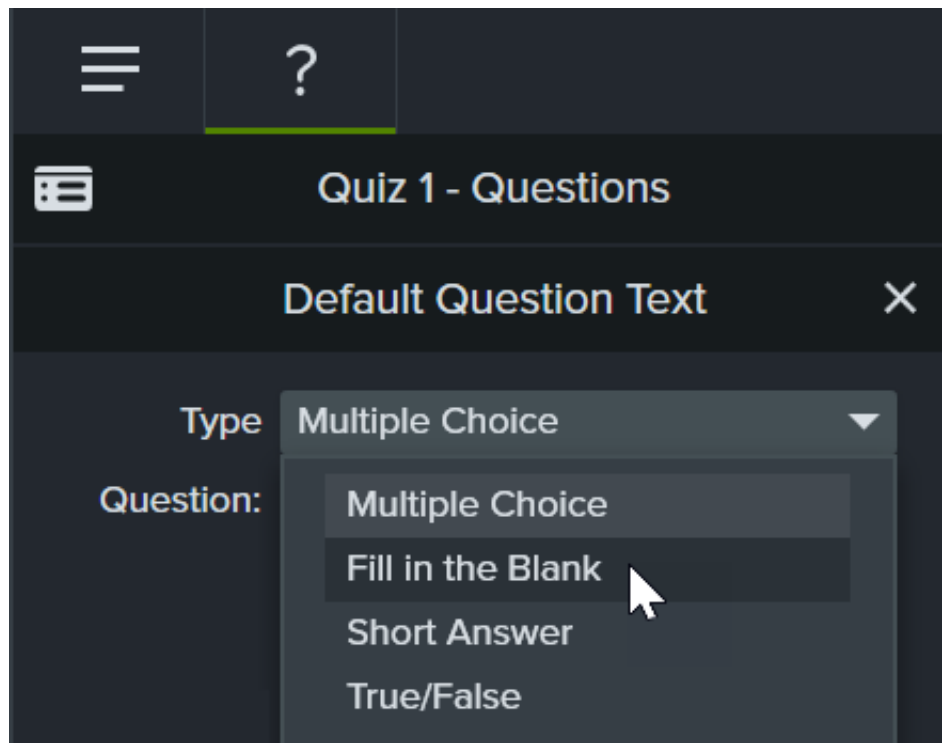 ?
Quiz 1 - Questions
Default Question Text
Type Multiple Choice
Question:
Multiple Choice
Fill in the Blank
Short Answer
True/False